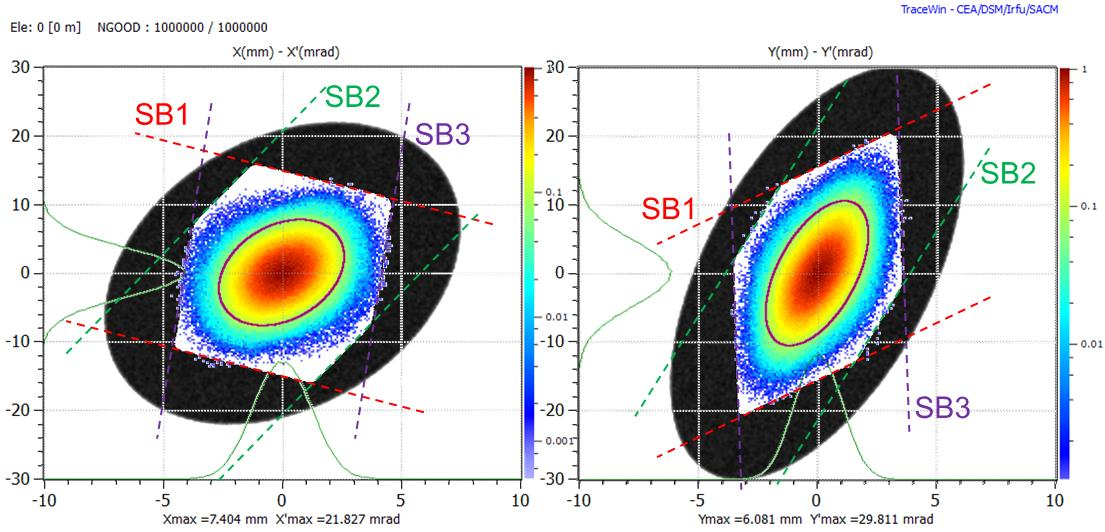 TraceWin - CEA/DSM/Irfu/SACM
Ele: 0 [0 m] NGOOD : 1000000 / 1000000
X(mm) - X'(mrad)
Y(mm) - Y'(mrad)
30
20
10
0
-10
-20
-30
-10
-5
0
5
10
SB1
SB2
SB3
0.1
0.01
0.001
Xmax =7.404 mm X'max =21.827 mrad
30
20
10
0
-10
-20
-30
-10
-5
0
5
10
SB1
SB2
SB3
1
0.1
0.01
Ymax =6.081 mm Y'max =29.811 mrad